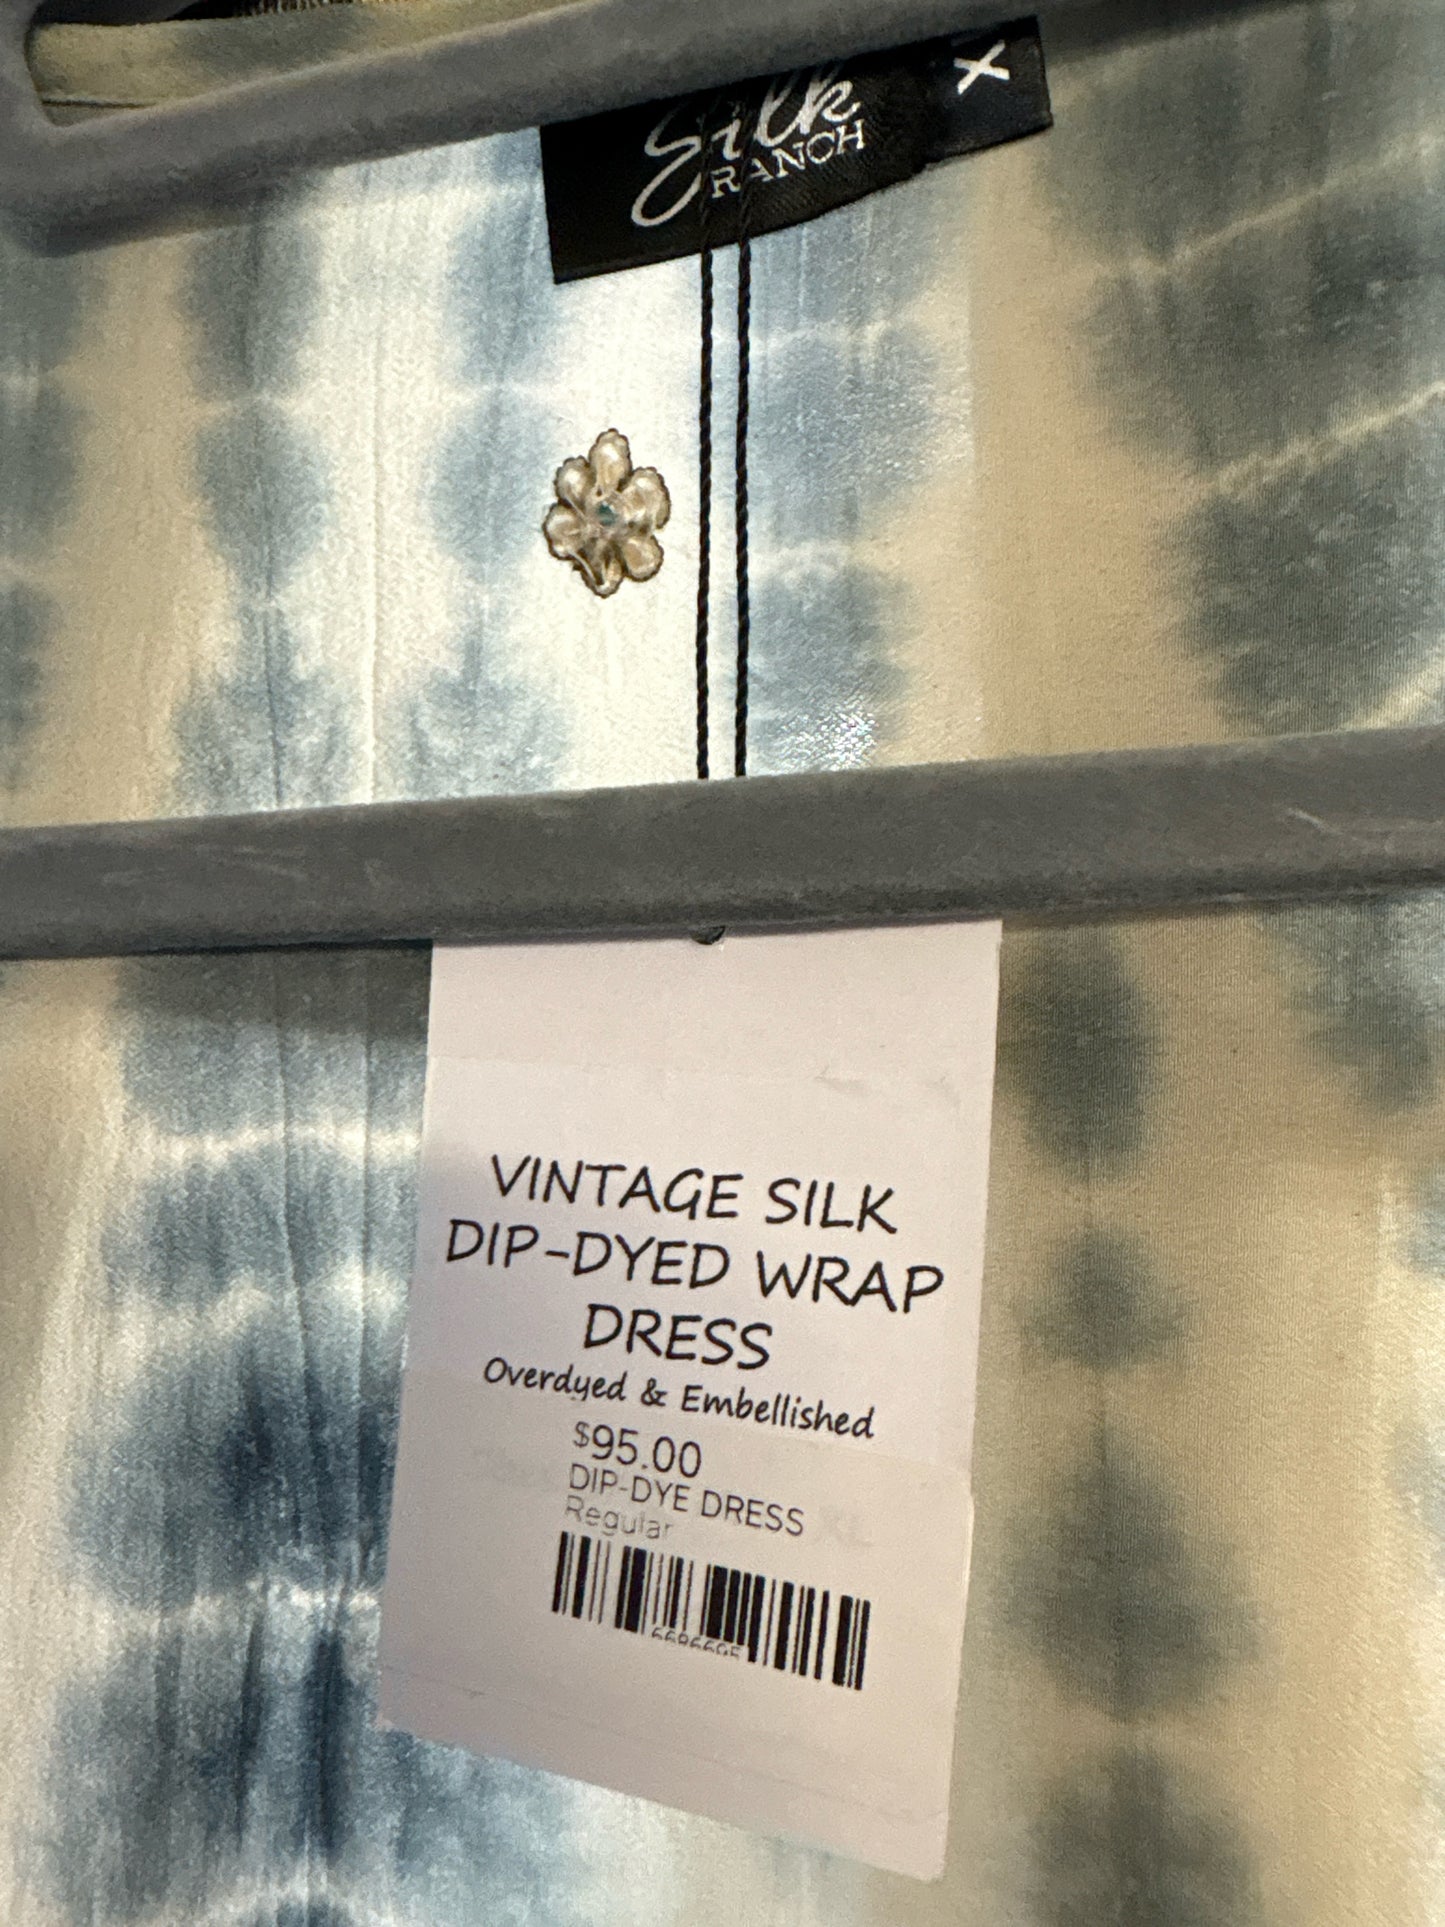 Silk
RANCH
X
VINTAGE SILK
DIP-DYED WRAP
DRESS
Overdyed & Embellished
$95.00
DIP-DYE DRESS
Regular